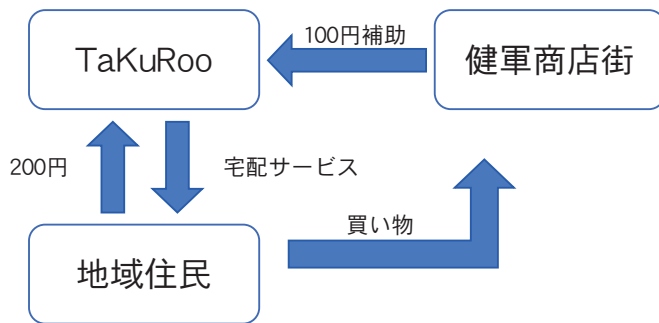 100円補助
TaKuRoo
健軍商店街
200円
宅配サービス
買い物
地域住民